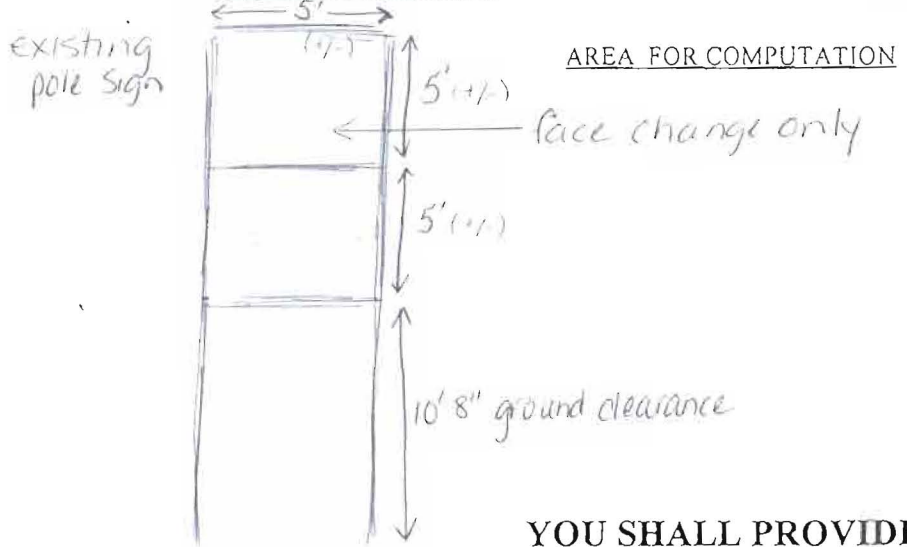 5'
(+/-)
existing
pole sign
AREA FOR COMPUTATION
5' (+/-)
face change only
5' (+/-)
10' 8" ground clearance
YOU SHALL PROVIDE